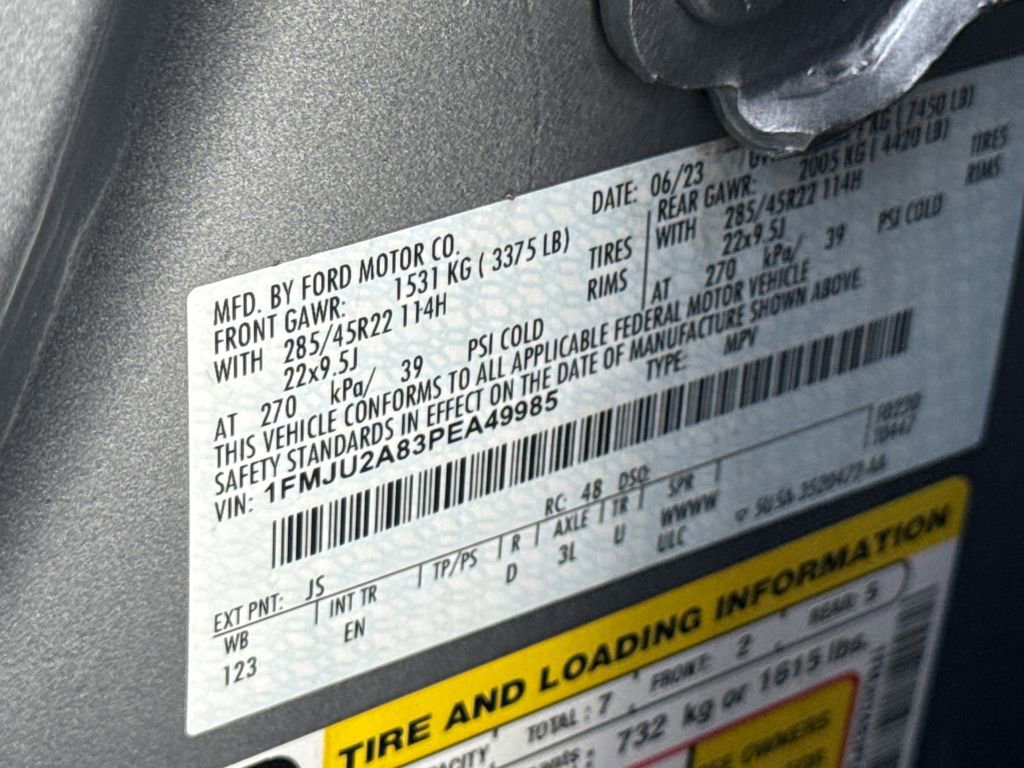 DATE: 06/23
KG ( 7450 LB)
MFD. BY FORD MOTOR CO.
FRONT GAWR: 1531 KG ( 3375 LB)
REAR GAWR: 2005 KG ( 4420 LB)
WITH 285/45R22 114H TIRES
WITH 285/45R22 114H TIRES
22x9.5J RIMS
22x9.5J RIMS
AT 270 kPa/ 39 PSI COLD
AT 270 kPa/ 39 PSI COLD
THIS VEHICLE CONFORMS TO ALL APPLICABLE FEDERAL MOTOR VEHICLE
SAFETY STANDARDS IN EFFECT ON THE DATE OF MANUFACTURE SHOWN ABOVE.
VIN: 1FMJU2A83PEA49985
TYPE: MPV
EXT PNT: JS
RC: 48 DSO:
WB INT TR TP/PS R AXLE TR SPR
123 EN D 3L U WWWW
ULC
TIRE AND LOADING INFORMATION
TOTAL : 7 FRONT: 2 REAR: 5
732 kg or 1615 lbs.